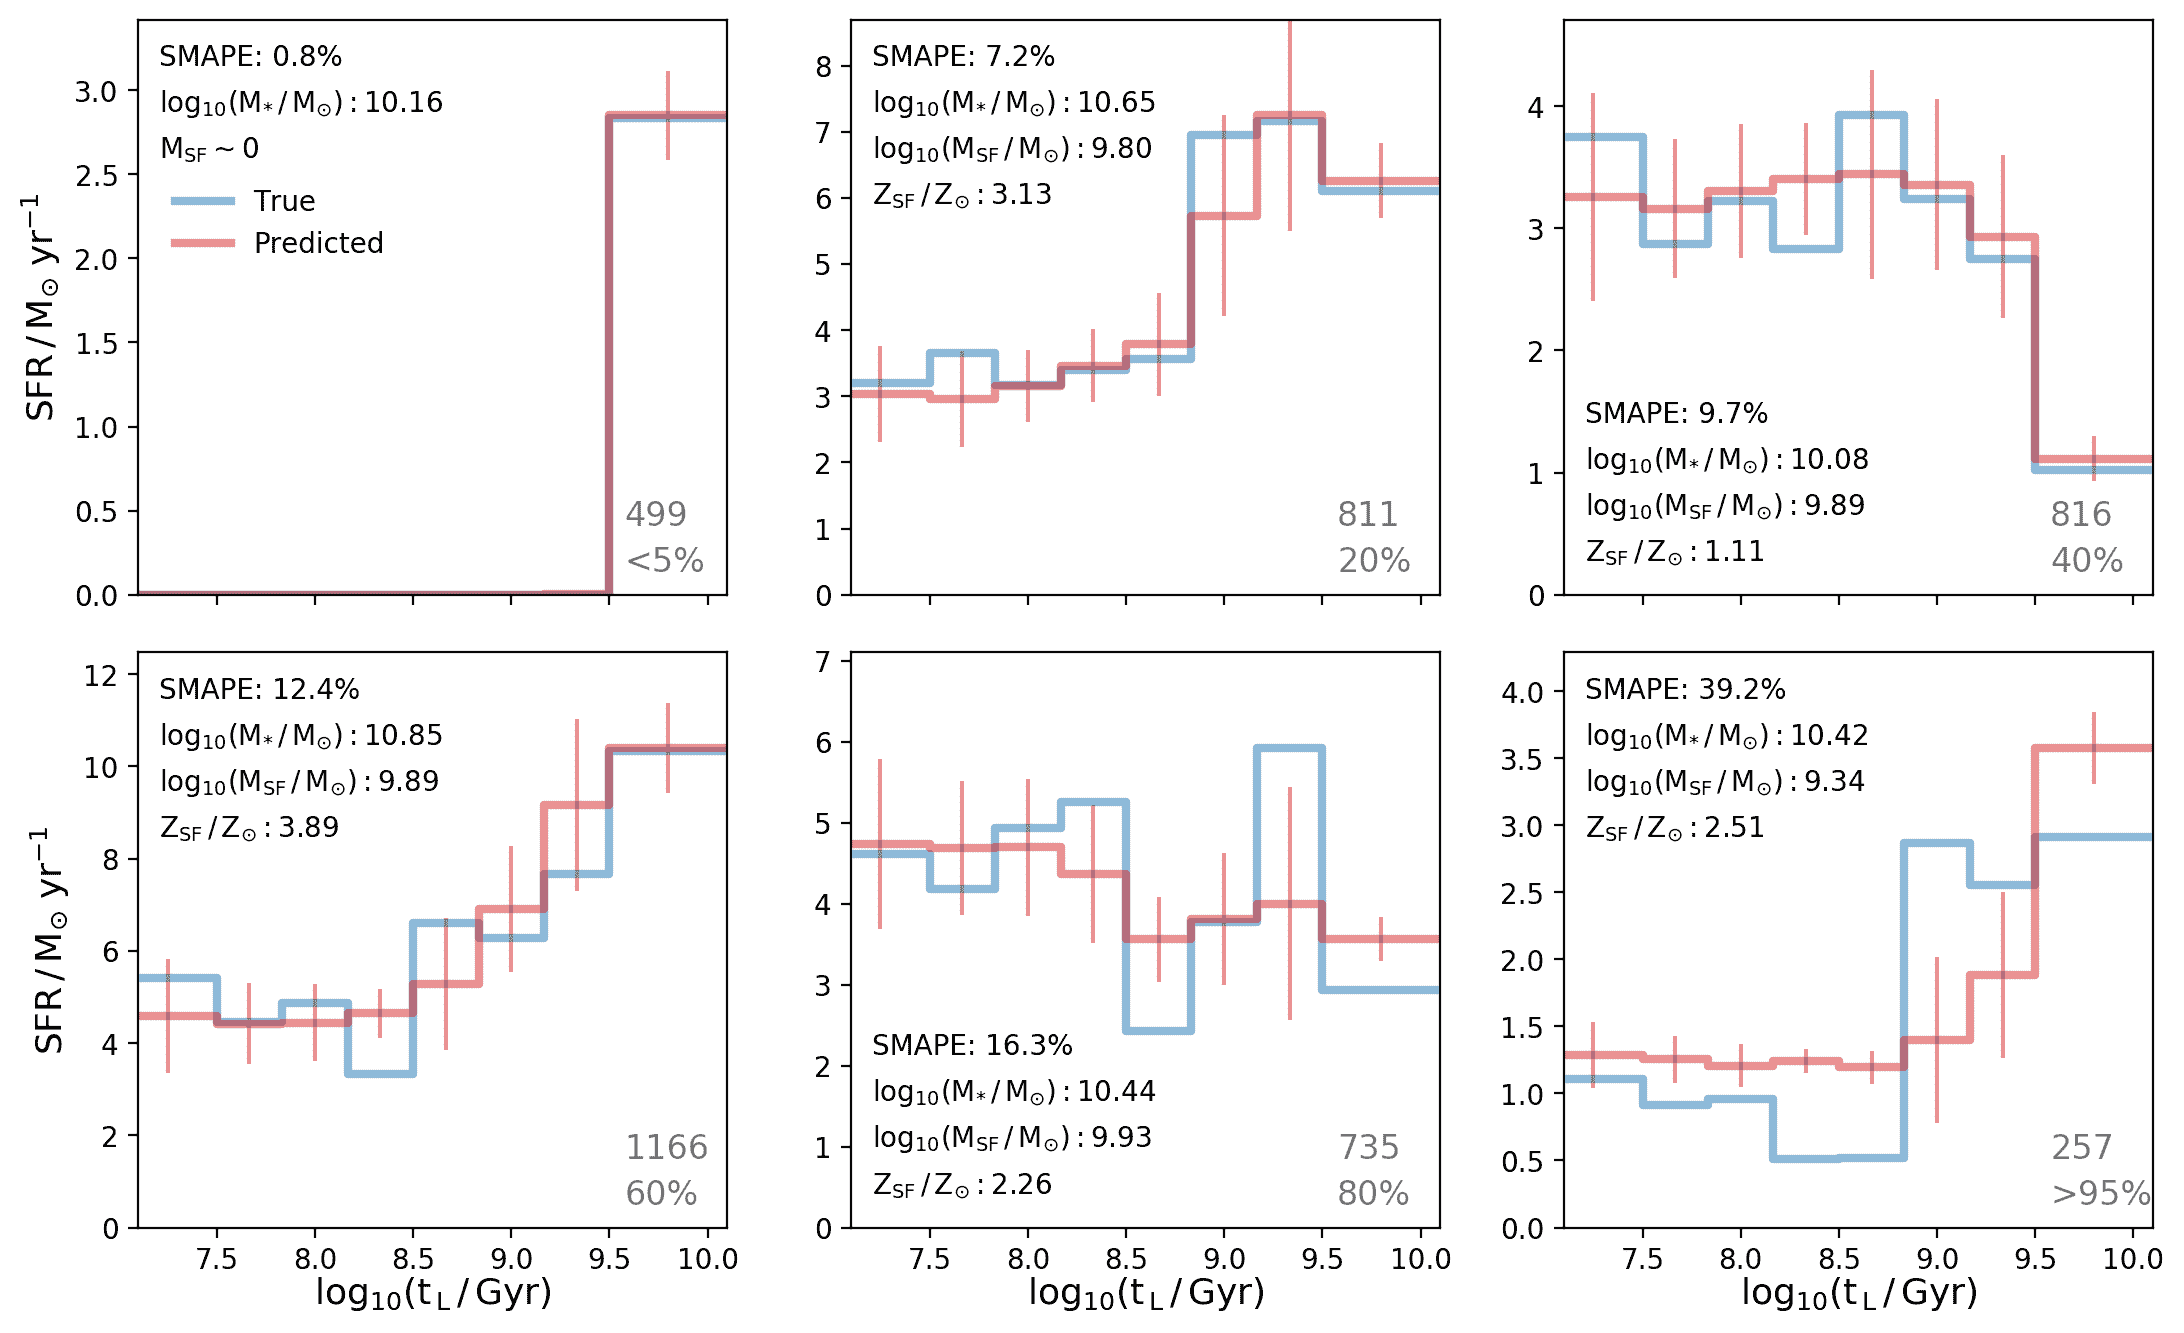 SMAPE: 0.8%
log₁₀(M* / M⊙) : 10.16
M_SF ~ 0
True
Predicted
499
<5%
3.0
2.5
2.0
1.5
1.0
0.5
0.0
SFR / M⊙ yr⁻¹
SMAPE: 7.2%
log₁₀(M* / M⊙) : 10.65
log₁₀(M_SF / M⊙) : 9.80
Z_SF / Z⊙ : 3.13
811
20%
8
7
6
5
4
3
2
1
0
4
3
2
1
0
SMAPE: 9.7%
log₁₀(M* / M⊙) : 10.08
log₁₀(M_SF / M⊙) : 9.89
Z_SF / Z⊙ : 1.11
816
40%
SMAPE: 12.4%
log₁₀(M* / M⊙) : 10.85
log₁₀(M_SF / M⊙) : 9.89
Z_SF / Z⊙ : 3.89
1166
60%
12
10
8
6
4
2
0
SFR / M⊙ yr⁻¹
7.5 8.0 8.5 9.0 9.5 10.0
log₁₀(t_L / Gyr)
7
6
5
4
3
2
1
0
SMAPE: 16.3%
log₁₀(M* / M⊙) : 10.44
log₁₀(M_SF / M⊙) : 9.93
Z_SF / Z⊙ : 2.26
735
80%
7.5 8.0 8.5 9.0 9.5 10.0
log₁₀(t_L / Gyr)
SMAPE: 39.2%
log₁₀(M* / M⊙) : 10.42
log₁₀(M_SF / M⊙) : 9.34
Z_SF / Z⊙ : 2.51
257
>95%
4.0
3.5
3.0
2.5
2.0
1.5
1.0
0.5
0.0
7.5 8.0 8.5 9.0 9.5 10.0
log₁₀(t_L / Gyr)